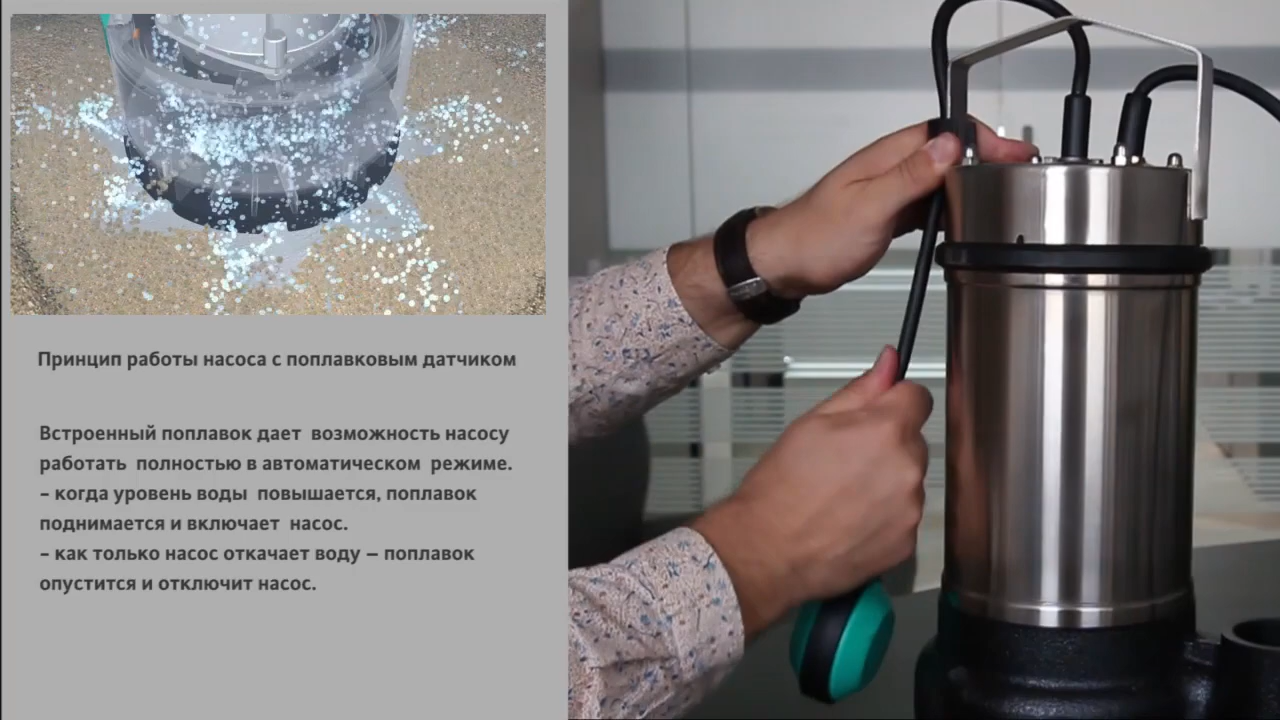 Принцип работы насоса с поплавковым датчиком
Встроенный поплавок дает возможность насосу
работать полностью в автоматическом режиме.
- когда уровень воды повышается, поплавок
поднимается и включает насос.
- как только насос откачает воду – поплавок
опустится и отключит насос.